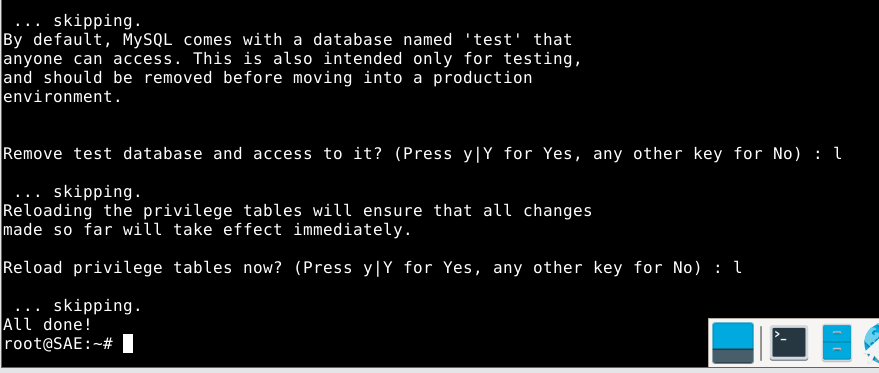 ... skipping.
By default, MySQL comes with a database named 'test' that
anyone can access. This is also intended only for testing,
and should be removed before moving into a production
environment.
Remove test database and access to it? (Press y|Y for Yes, any other key for No) : l
... skipping.
Reloading the privilege tables will ensure that all changes
made so far will take effect immediately.
Reload privilege tables now? (Press y|Y for Yes, any other key for No) : l
... skipping.
All done!
root@SAE:~#